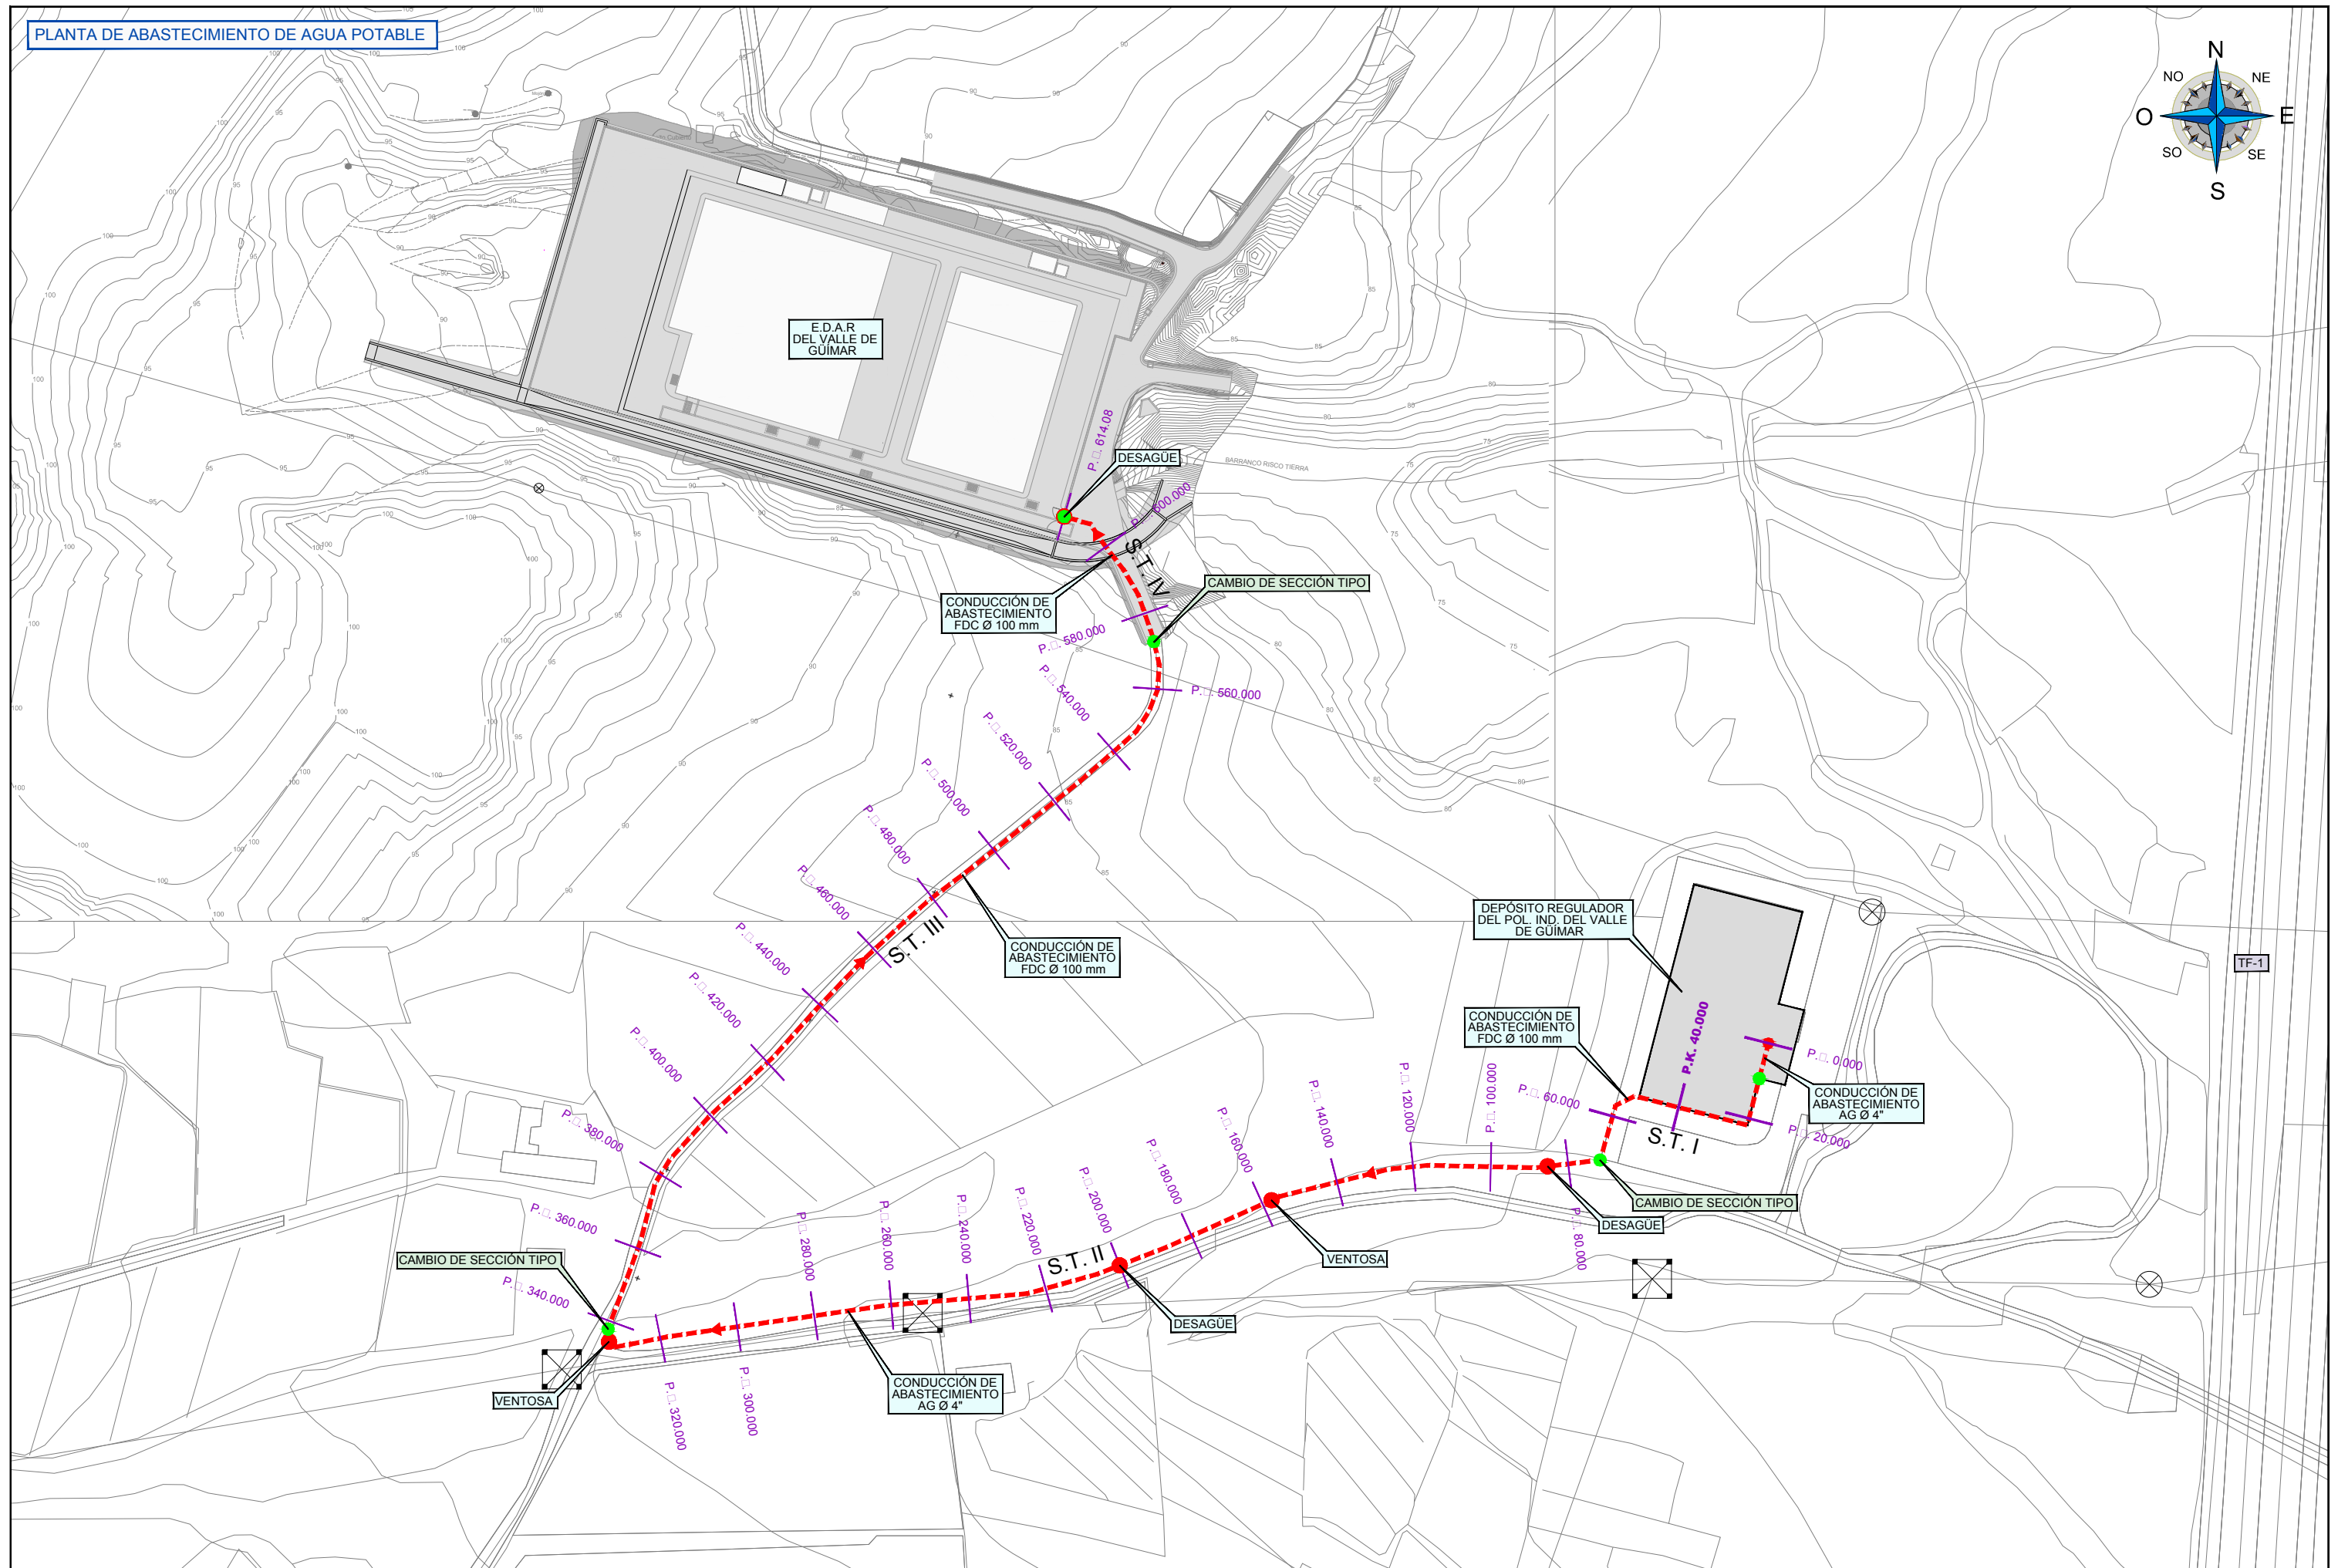 PLANTA DE ABASTECIMIENTO DE AGUA POTABLE
N
NO
NE
O
E
SO
SE
S
E.D.A.R
DEL VALLE DE
GÜÍMAR
P.□. 614.08
DESAGÜE
BARRANCO RISCO TIERRA
P.□. 600.000
S.T. IV
CAMBIO DE SECCIÓN TIPO
CONDUCCIÓN DE
ABASTECIMIENTO
FDC Ø 100 mm
P.□. 580.000
P.□. 560.000
P.□. 540.000
P.□. 520.000
P.□. 500.000
P.□. 480.000
P.□. 460.000
S.T. III
CONDUCCIÓN DE
ABASTECIMIENTO
FDC Ø 100 mm
P.□. 440.000
P.□. 420.000
P.□. 400.000
P.□. 380.000
P.□. 360.000
CAMBIO DE SECCIÓN TIPO
P.□. 340.000
VENTOSA
P.□. 320.000
P.□. 300.000
CONDUCCIÓN DE
ABASTECIMIENTO
AG Ø 4"
P.□. 280.000
P.□. 260.000
P.□. 240.000
P.□. 220.000
S.T. II
P.□. 200.000
DESAGÜE
P.□. 180.000
P.□. 160.000
VENTOSA
P.□. 140.000
P.□. 120.000
P.□. 100.000
P.□. 80.000
DESAGÜE
CAMBIO DE SECCIÓN TIPO
P.□. 60.000
S.T. I
CONDUCCIÓN DE
ABASTECIMIENTO
FDC Ø 100 mm
DEPÓSITO REGULADOR
DEL POL. IND. DEL VALLE
DE GÜÍMAR
P.K. 40.000
P.□. 0.000
CONDUCCIÓN DE
ABASTECIMIENTO
AG Ø 4"
P.□. 20.000
TF-1